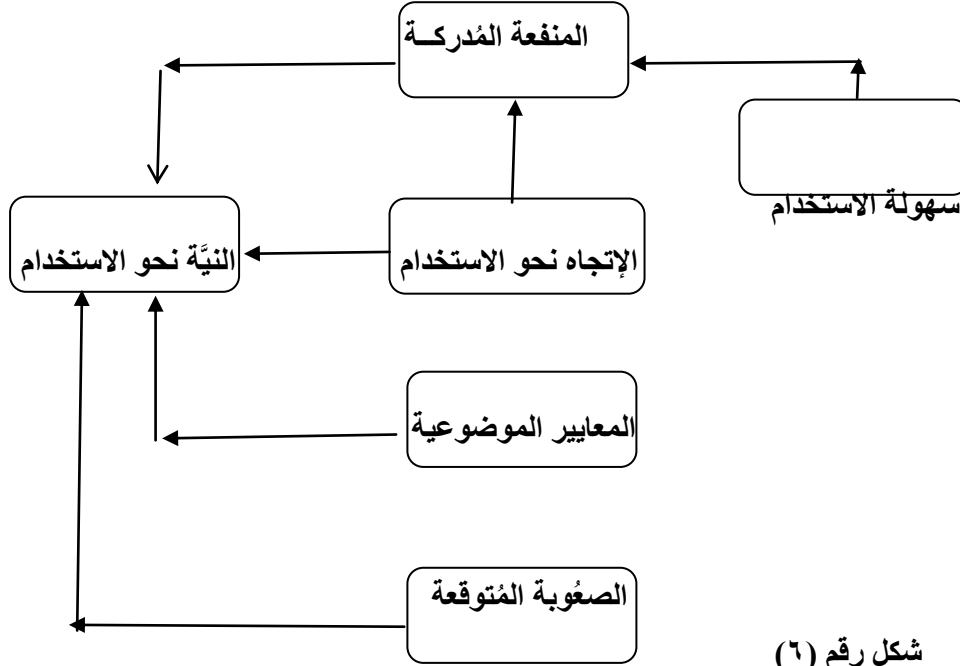 المنفعة المُدركــة
سهولة الاستخدام
الإتجاه نحو الاستخدام
النيَّة نحو الاستخدام
المعايير الموضوعية
الصعُوبة المُتوقعة
شكل رقم (٦)